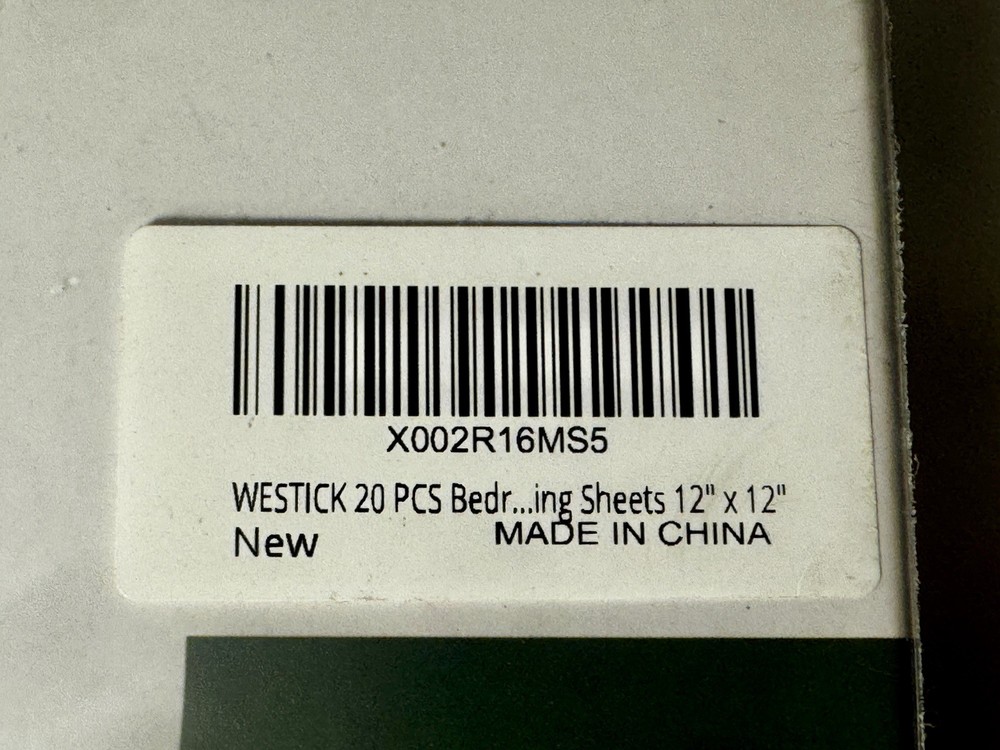 X002R16MS5
WESTICK 20 PCS Bedr...ing Sheets 12" x 12"
New
MADE IN CHINA